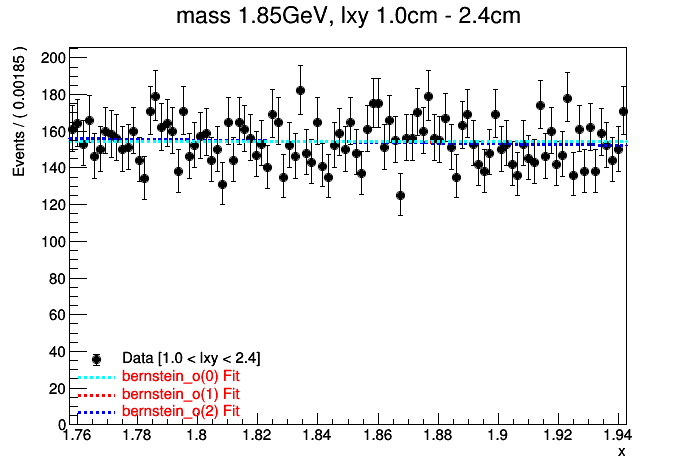 mass 1.85GeV, lxy 1.0cm - 2.4cm
Events / ( 0.00185 )
200
180
160
140
120
100
80
60
40
20
0
Data [1.0 < lxy < 2.4]
bernstein_o(0) Fit
bernstein_o(1) Fit
bernstein_o(2) Fit
1.76 1.78 1.8 1.82 1.84 1.86 1.88 1.9 1.92 1.94
x